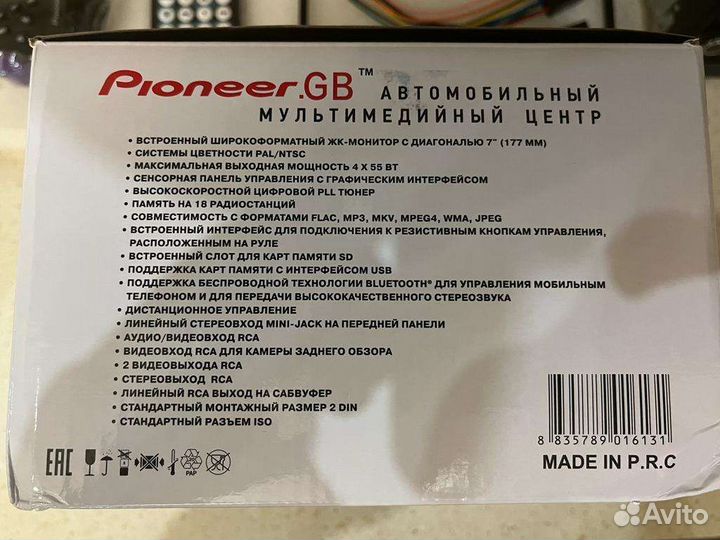 Pioneer.GB™ АВТОМОБИЛЬНЫЙ
МУЛЬТИМЕДИЙНЫЙ ЦЕНТР
• ВСТРОЕННЫЙ ШИРОКОФОРМАТНЫЙ ЖК-МОНИТОР С ДИАГОНАЛЬЮ 7" (177 ММ)
• СИСТЕМЫ ЦВЕТНОСТИ PAL/NTSC
• МАКСИМАЛЬНАЯ ВЫХОДНАЯ МОЩНОСТЬ 4 X 55 ВТ
• СЕНСОРНАЯ ПАНЕЛЬ УПРАВЛЕНИЯ С ГРАФИЧЕСКИМ ИНТЕРФЕЙСОМ
• ВЫСОКОСКОРОСТНОЙ ЦИФРОВОЙ PLL ТЮНЕР
• ПАМЯТЬ НА 18 РАДИОСТАНЦИЙ
• СОВМЕСТИМОСТЬ С ФОРМАТАМИ FLAC, MP3, MKV, MPEG4, WMA, JPEG
• ВСТРОЕННЫЙ ИНТЕРФЕЙС ДЛЯ ПОДКЛЮЧЕНИЯ К РЕЗИСТИВНЫМ КНОПКАМ УПРАВЛЕНИЯ,
РАСПОЛОЖЕННЫМ НА РУЛЕ
• ВСТРОЕННЫЙ СЛОТ ДЛЯ КАРТ ПАМЯТИ SD
• ПОДДЕРЖКА КАРТ ПАМЯТИ С ИНТЕРФЕЙСОМ USB
• ПОДДЕРЖКА БЕСПРОВОДНОЙ ТЕХНОЛОГИИ BLUETOOTH® ДЛЯ УПРАВЛЕНИЯ МОБИЛЬНЫМ
ТЕЛЕФОНОМ И ДЛЯ ПЕРЕДАЧИ ВЫСОКОКАЧЕСТВЕННОГО СТЕРЕОЗВУКА
• ДИСТАНЦИОННОЕ УПРАВЛЕНИЕ
• ЛИНЕЙНЫЙ СТЕРЕОВХОД MINI-JACK НА ПЕРЕДНЕЙ ПАНЕЛИ
• АУДИО/ВИДЕОВХОД RCA
• ВИДЕОВХОД RCA ДЛЯ КАМЕРЫ ЗАДНЕГО ОБЗОРА
• 2 ВИДЕОВЫХОДА RCA
• СТЕРЕОВЫХОД RCA
• ЛИНЕЙНЫЙ RCA ВЫХОД НА САБВУФЕР
• СТАНДАРТНЫЙ МОНТАЖНЫЙ РАЗМЕР 2 DIN
• СТАНДАРТНЫЙ РАЗЪЕМ ISO
8 835789 016131
EAC PAP
MADE IN P.R.C
Avito